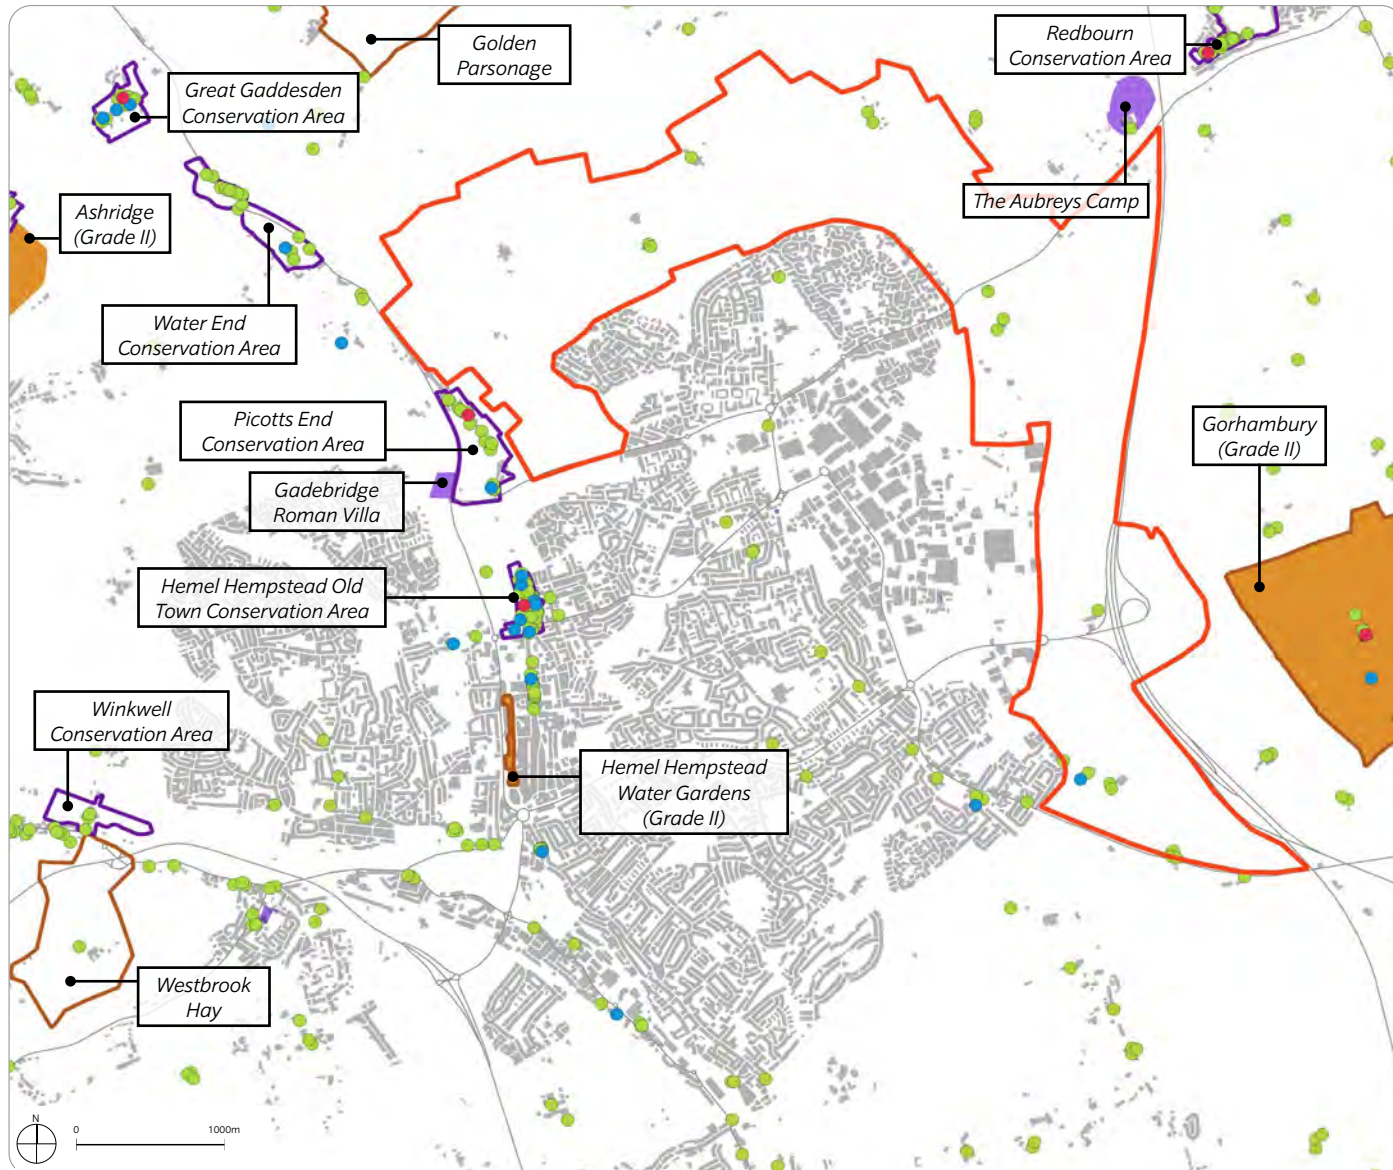 Golden
Parsonage
Redbourn
Conservation Area
Great Gaddesden
Conservation Area
The Aubreys Camp
Ashridge
(Grade II)
Water End
Conservation Area
Picotts End
Conservation Area
Gorhambury
(Grade II)
Gadebridge
Roman Villa
Hemel Hempstead Old
Town Conservation Area
Winkwell
Conservation Area
Hemel Hempstead
Water Gardens
(Grade II)
Westbrook
Hay
N
0 1000m